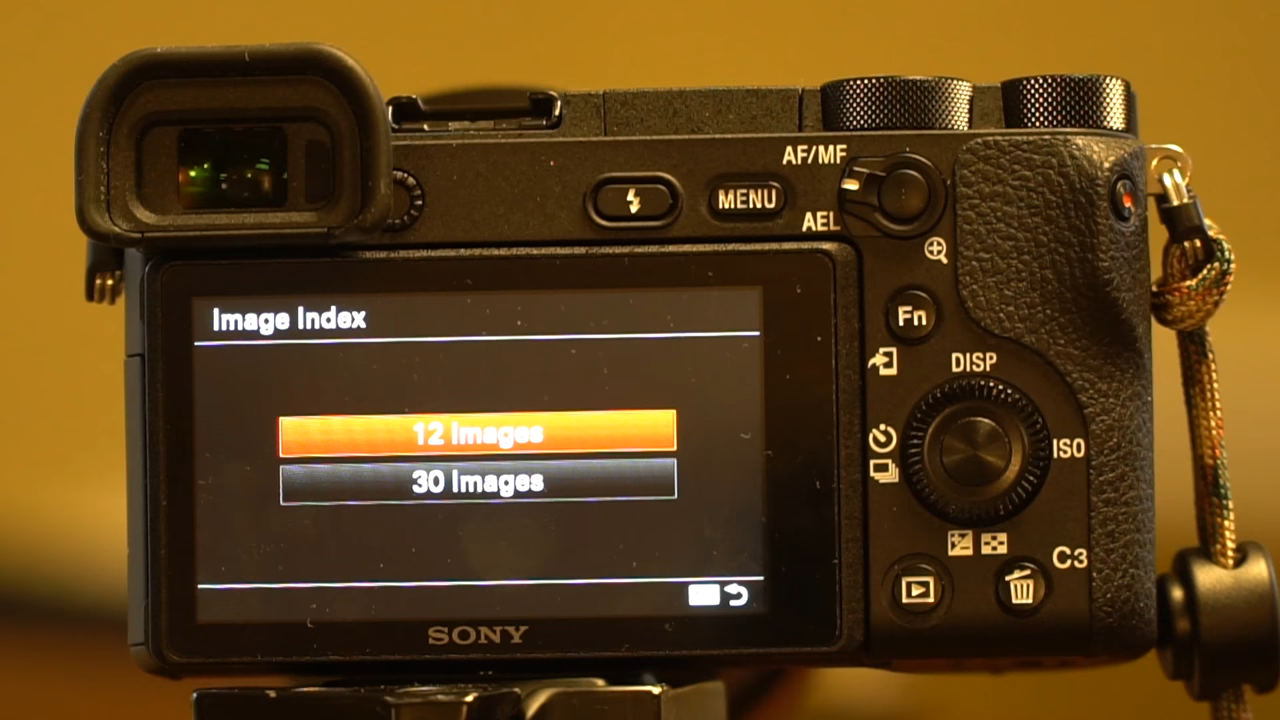 AF/MF
MENU
AEL
Image Index
Fn
DISP
12 Images
ISO
30 Images
C3
SONY